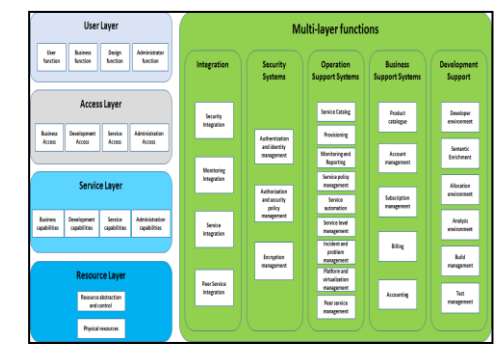 User Layer
User
function
Business
function
Design
function
Administrator
function
Access Layer
Business
Access
Development
Access
Service
Access
Administration
Access
Service Layer
Business
capabilities
Development
capabilities
Service
capabilities
Administration
capabilities
Resource Layer
Resource abstraction
and control
Physical resources
Multi-layer functions
Integration
Security
Integration
Monitoring
Integration
Service
Integration
Peer Service
Integration
Security
Systems
Authentication
and identity
management
Authorization
and security
policy
management
Encryption
management
Operation
Support Systems
Service Catalog
Provisioning
Monitoring and
Reporting
Service policy
management
Service
automation
Service level
management
Incident and
problem
management
Platform and
virtualization
management
Peer service
management
Business
Support Systems
Product
catalogue
Account
management
Subscription
management
Billing
Accounting
Development
Support
Developer
environment
Semantic
Enrichment
Allocation
environment
Analysis
environment
Build
management
Test
management